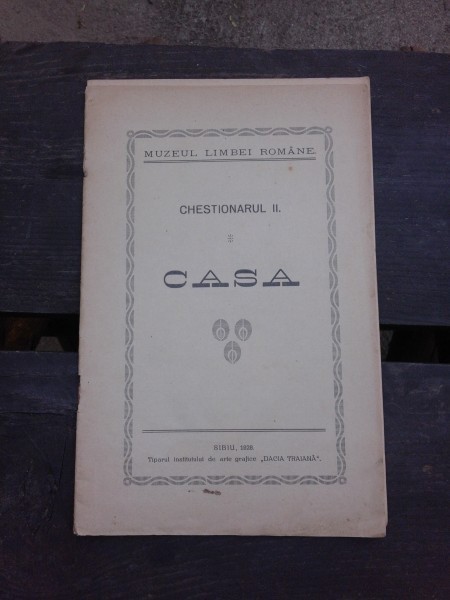 MUZEUL LIMBEI ROMÂNE.
CHESTIONARUL II.
CASA
SIBIU, 1926.
Tiparul institutului de arte grafice „DACIA TRAIANĂ“.